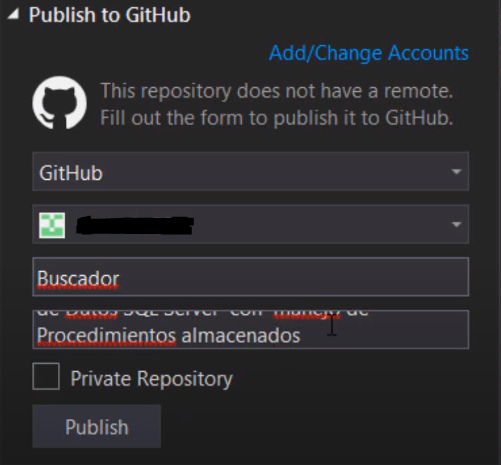 Publish to GitHub
Add/Change Accounts
This repository does not have a remote.
Fill out the form to publish it to GitHub.
GitHub
Buscador
de Datos SQL Server con manejo de
Procedimientos almacenados
Private Repository
Publish